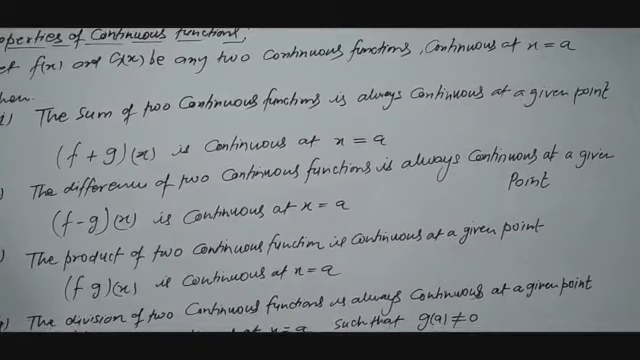 operties of Continuous functions.
et f(x) and G(x) be any two continuous functions, continuous at x = a
hen.
1) The sum of two continuous functions is always continuous at a given point
(f + g)(x) is continuous at x = a
) The difference of two continuous functions is always continuous at a given
point
(f - g)(x) is continuous at x = a
) The product of two continuous function is continuous at a given point
(f g)(x) is continuous at x = a
) The division of two continuous functions is always continuous at a given point
at x = a such that g(a) ≠ 0